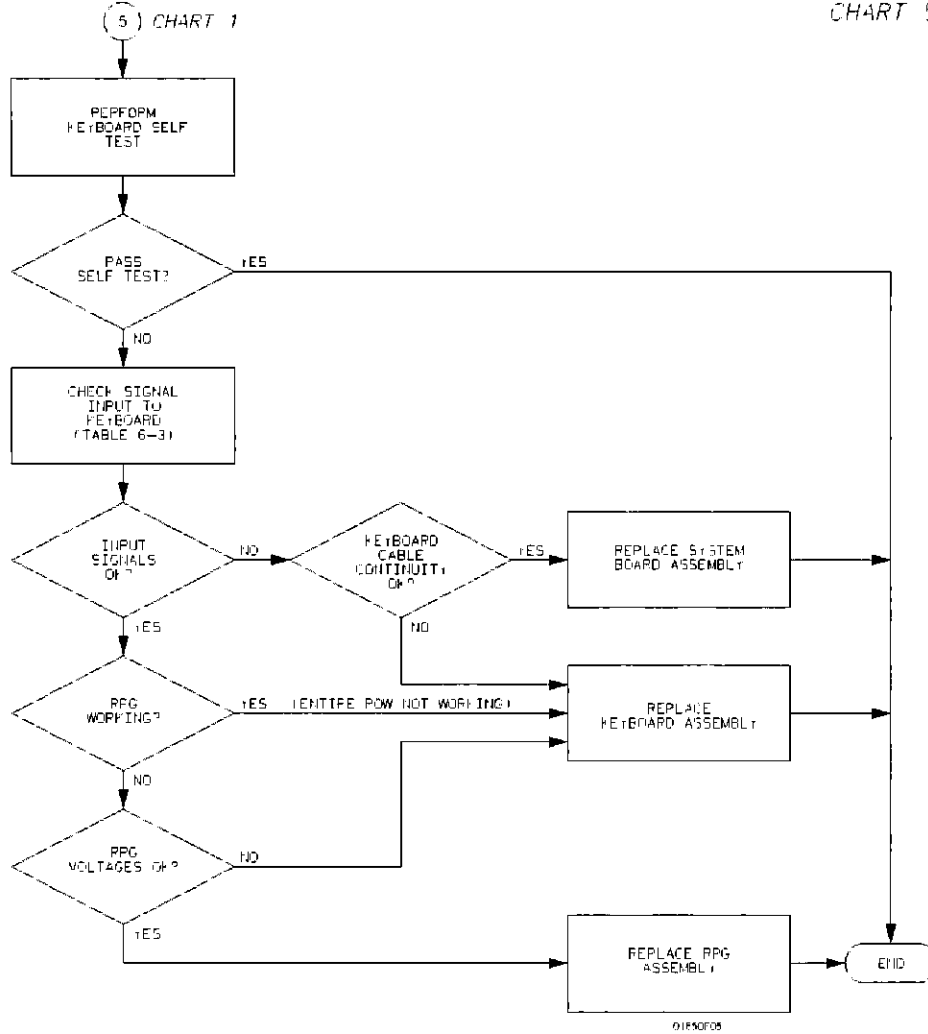 5 CHART 1
CHART 5
PERFORM
KEYBOARD SELF
TEST
PASS
SELF TEST?
YES
NO
CHECK SIGNAL
INPUT TO
KEYBOARD
(TABLE 6-3)
INPUT
SIGNALS
OK?
NO
KEYBOARD
CABLE
CONTINUITY
OK?
YES
REPLACE SYSTEM
BOARD ASSEMBLY
YES
NO
RPG
WORKING?
YES (ENTIRE ROW NOT WORKING)
REPLACE
KEYBOARD ASSEMBLY
NO
RPG
VOLTAGES OK?
NO
YES
REPLACE RPG
ASSEMBLY
END